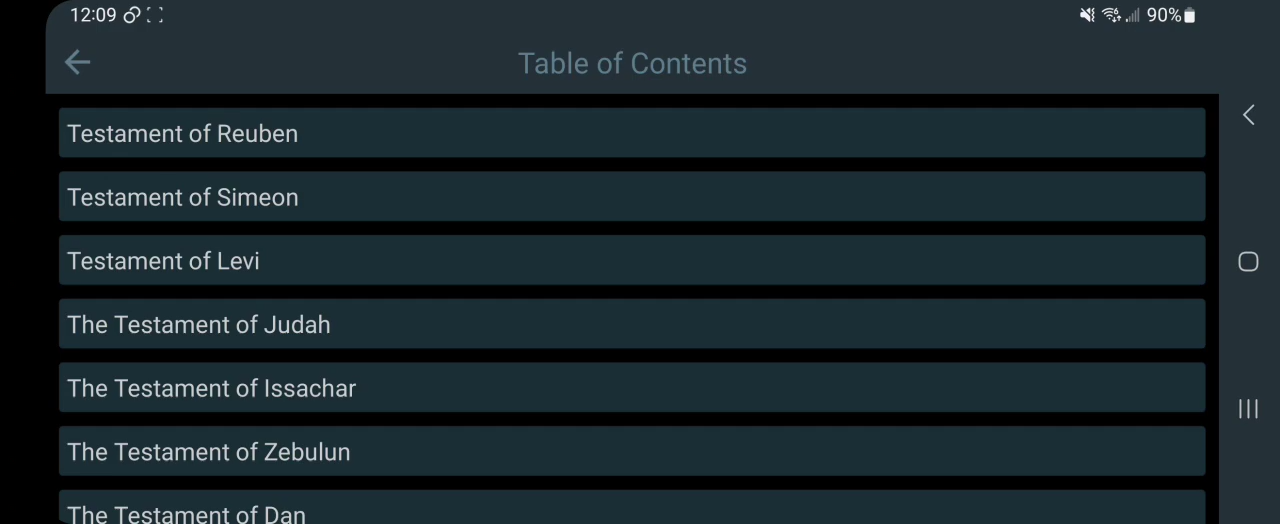 12:09 90%
Table of Contents
Testament of Reuben
Testament of Simeon
Testament of Levi
The Testament of Judah
The Testament of Issachar
The Testament of Zebulun
The Testament of Dan